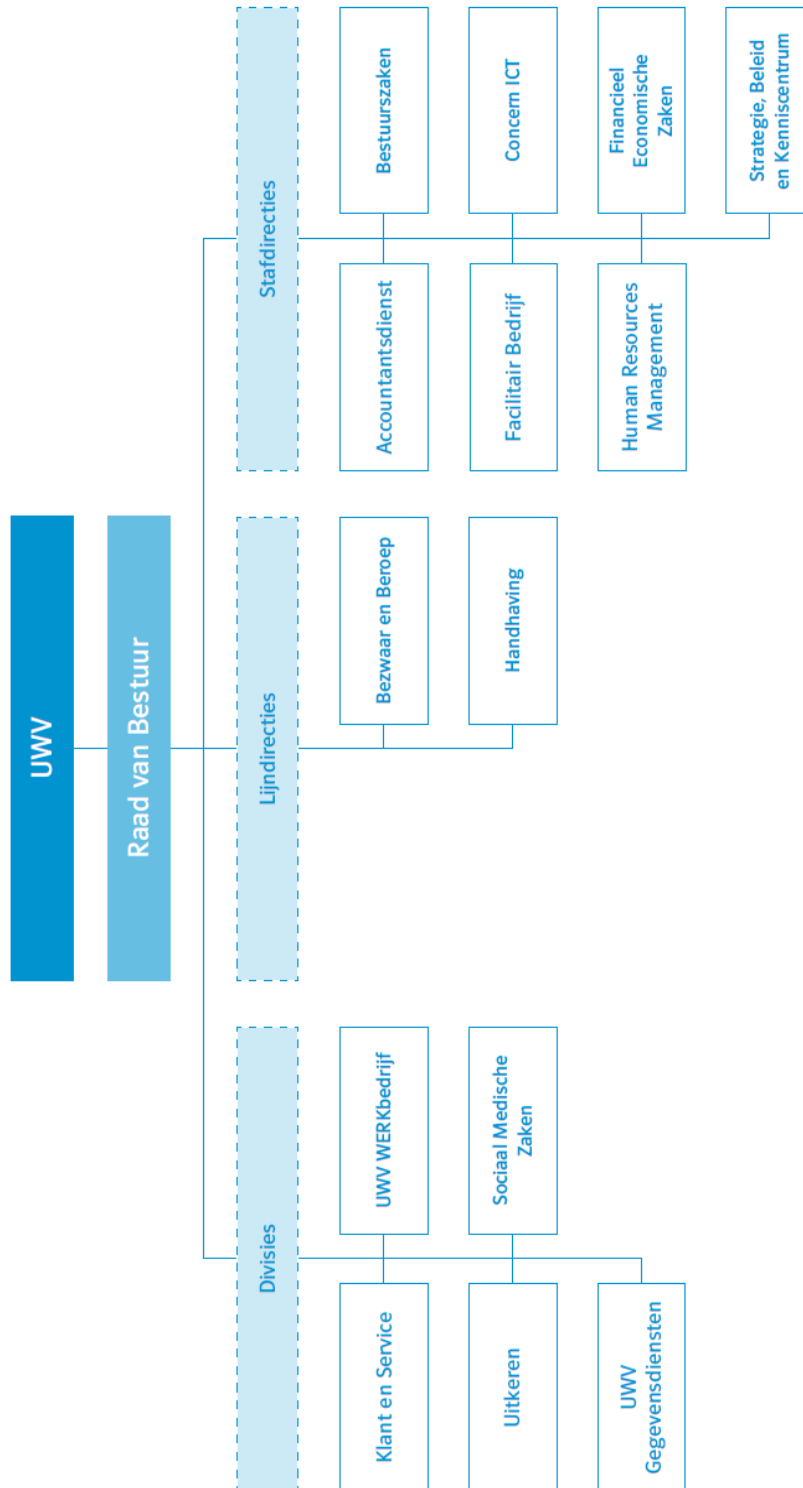 UWV
Raad van Bestuur
Divisies
Lijndirecties
Stafdirecties
Klant en Service
UWV WERKbedrijf
Uitkeren
Sociaal Medische
Zaken
UWV
Gegevensdiensten
Bezwaar en Beroep
Handhaving
Accountantsdienst
Bestuurszaken
Facilitair Bedrijf
Concern ICT
Human Resources
Management
Financieel
Economische
Zaken
Strategie, Beleid
en Kenniscentrum